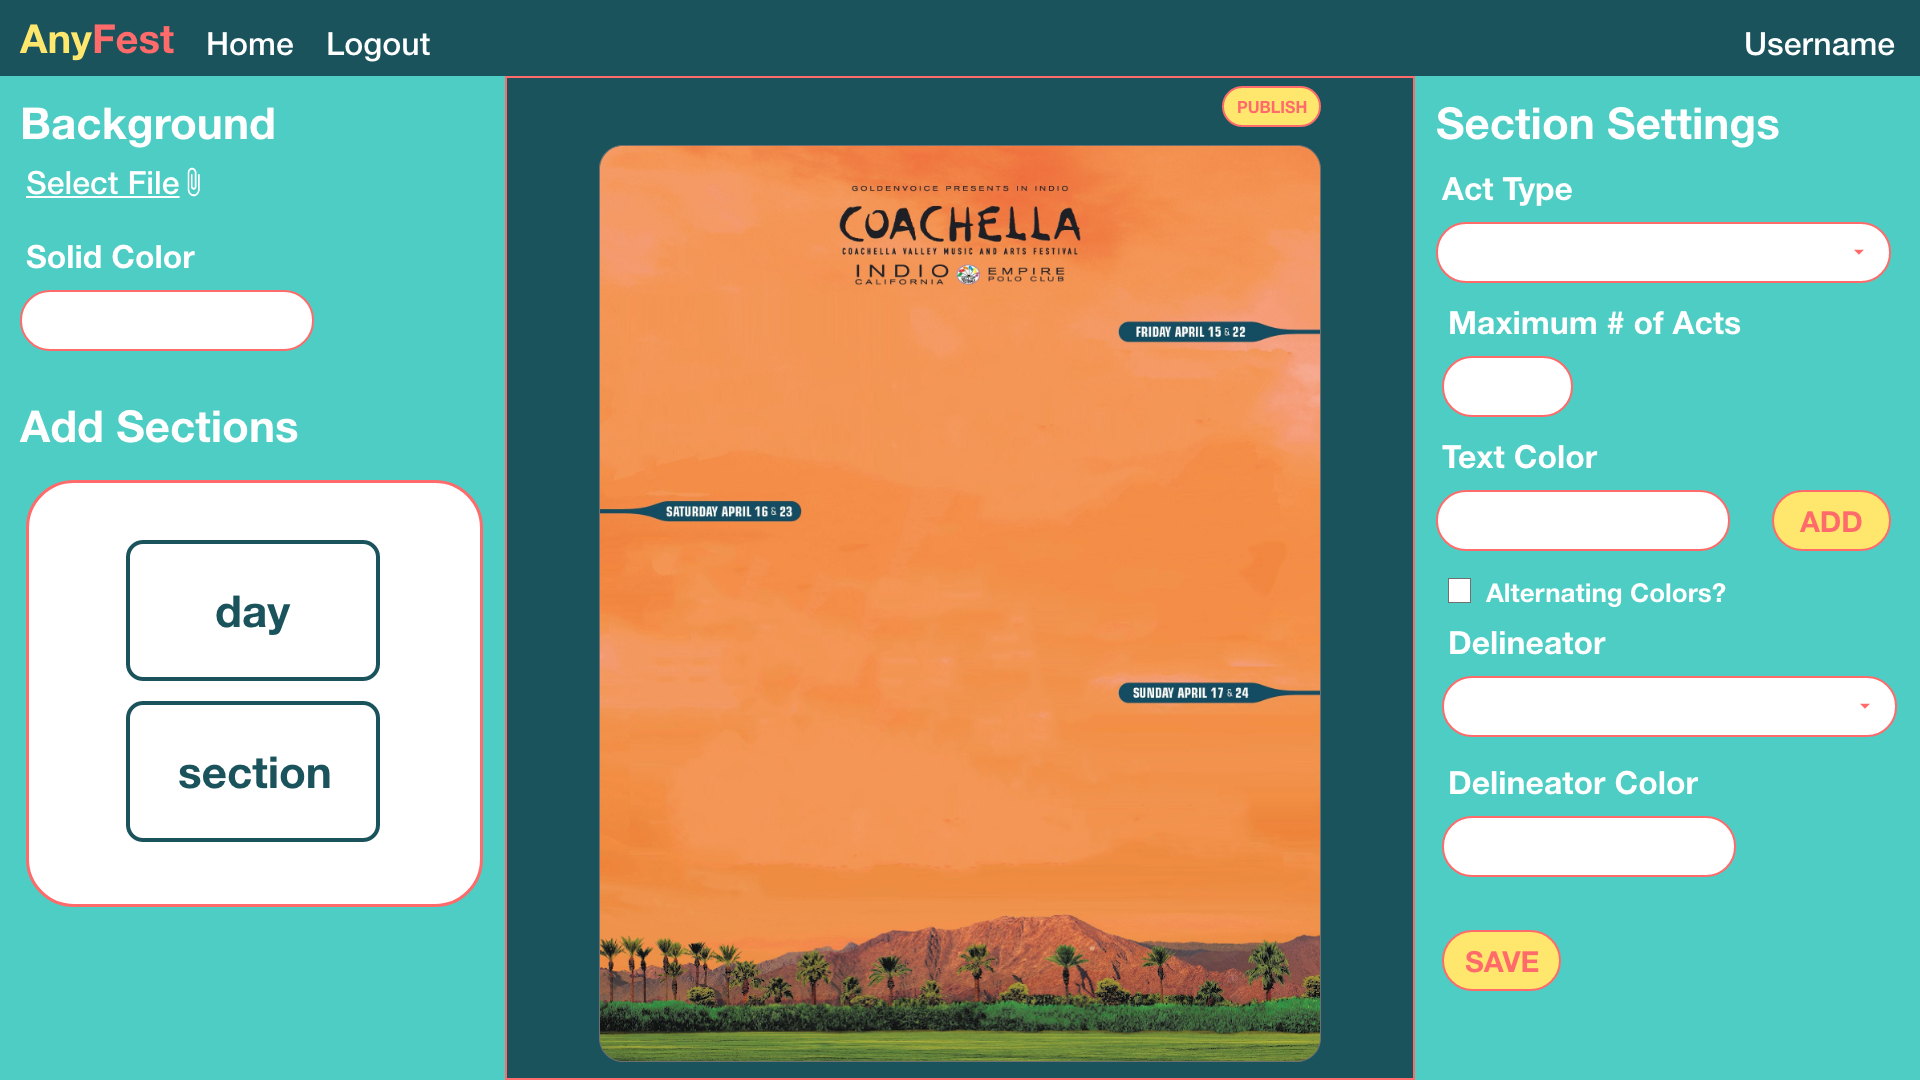 AnyFest Home Logout Username
Background
Select File
Solid Color
Add Sections
day
section
PUBLISH
GOLDENVOICE PRESENTS IN INDIO
COACHELLA
COACHELLA VALLEY MUSIC AND ARTS FESTIVAL
INDIO
CALIFORNIA
EMPIRE
POLO CLUB
FRIDAY APRIL 15 & 22
SATURDAY APRIL 16 & 23
SUNDAY APRIL 17 & 24
Section Settings
Act Type
Maximum # of Acts
Text Color
ADD
Alternating Colors?
Delineator
Delineator Color
SAVE